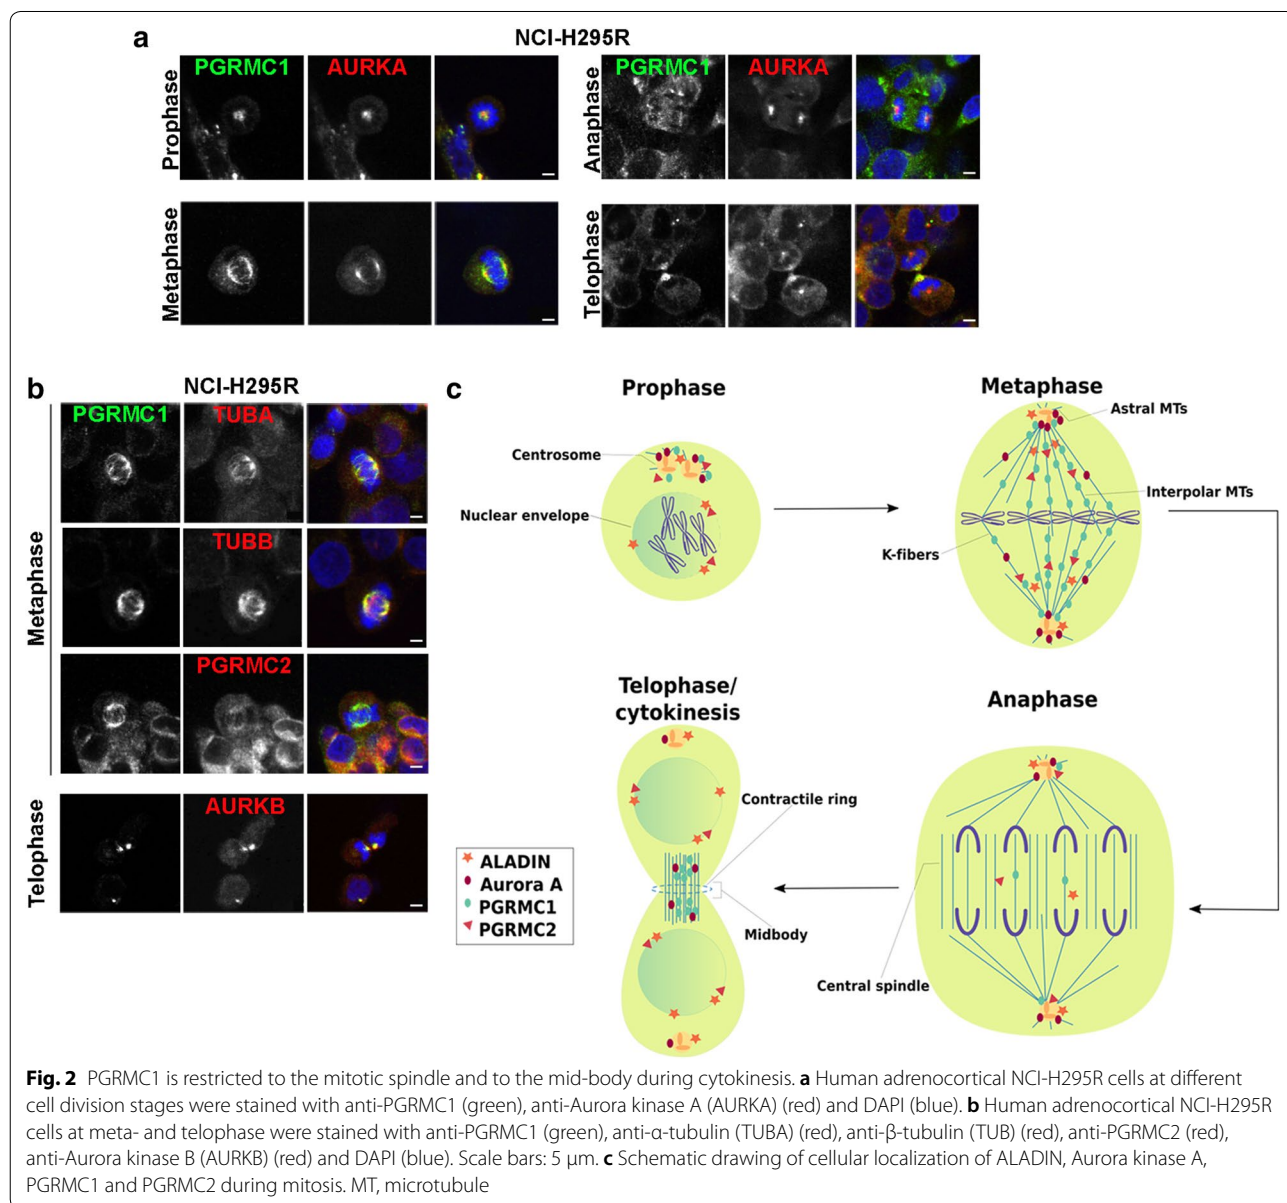 a
NCI-H295R
Prophase
PGRMC1
AURKA
Anaphase
PGRMC1
AURKA
Metaphase
Telophase
b
NCI-H295R
Metaphase
PGRMC1
TUBA
TUBB
PGRMC2
Telophase
AURKB
c
Prophase
Centrosome
Nuclear envelope
Metaphase
Astral MTs
Interpolar MTs
K-fibers
Telophase/
cytokinesis
Contractile ring
Midbody
Anaphase
Central spindle
ALADIN
Aurora A
PGRMC1
PGRMC2
Fig. 2 PGRMC1 is restricted to the mitotic spindle and to the mid-body during cytokinesis. a Human adrenocortical NCI-H295R cells at different
cell division stages were stained with anti-PGRMC1 (green), anti-Aurora kinase A (AURKA) (red) and DAPI (blue). b Human adrenocortical NCI-H295R
cells at meta- and telophase were stained with anti-PGRMC1 (green), anti-α-tubulin (TUBA) (red), anti-β-tubulin (TUB) (red), anti-PGRMC2 (red),
anti-Aurora kinase B (AURKB) (red) and DAPI (blue). Scale bars: 5 μm. c Schematic drawing of cellular localization of ALADIN, Aurora kinase A,
PGRMC1 and PGRMC2 during mitosis. MT, microtubule